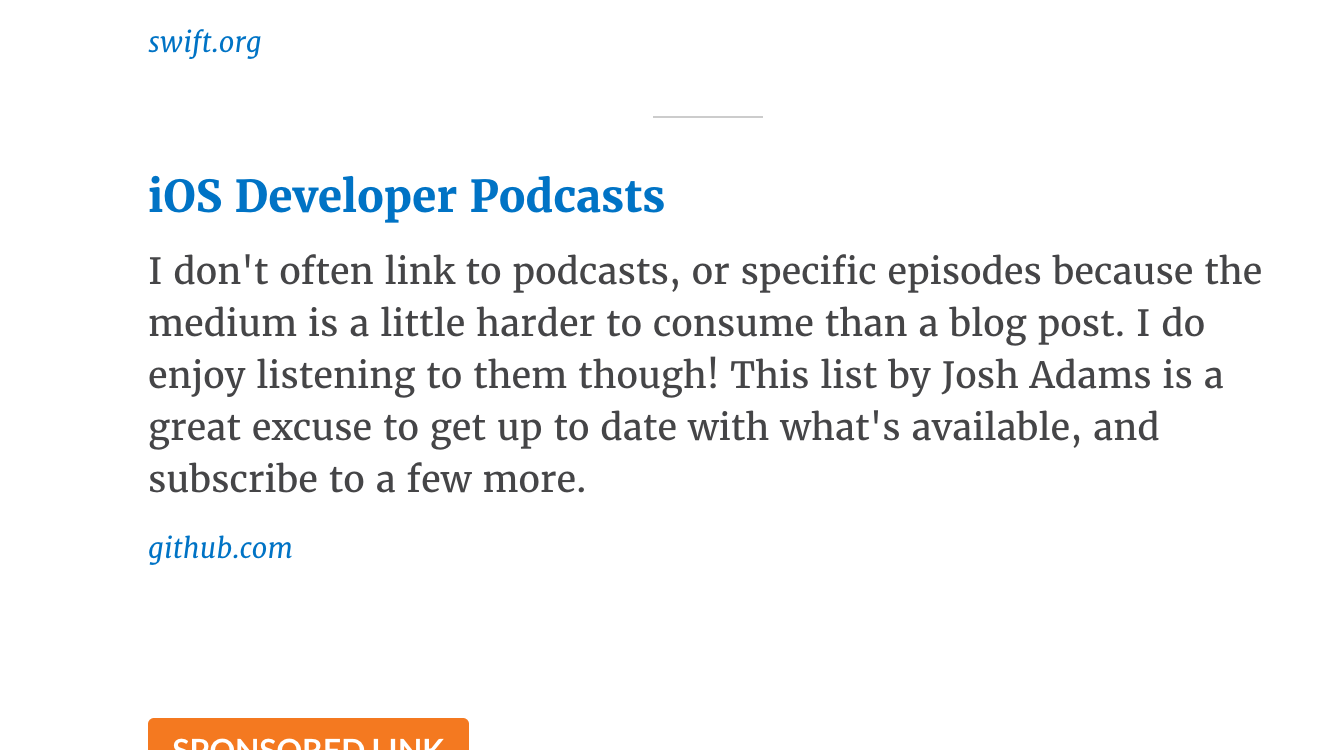 swift.org
iOS Developer Podcasts
I don't often link to podcasts, or specific episodes because the
medium is a little harder to consume than a blog post. I do
enjoy listening to them though! This list by Josh Adams is a
great excuse to get up to date with what's available, and
subscribe to a few more.
github.com
SPONSORED LINK